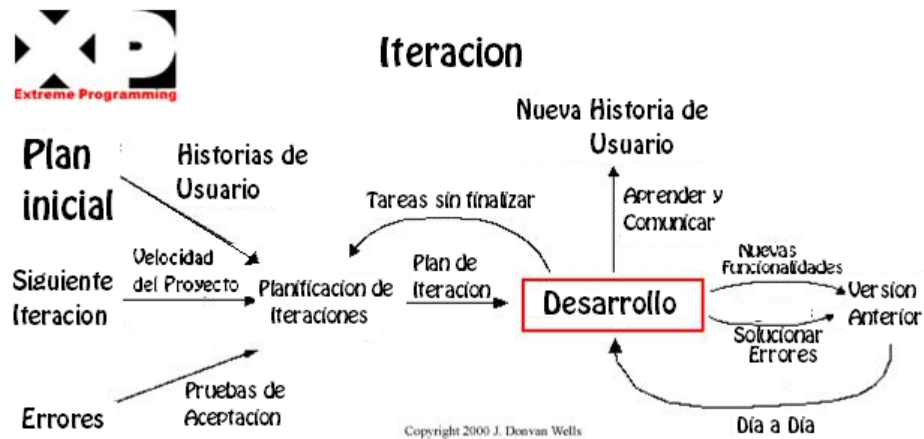 XP
Extreme Programming
Iteracion
Nueva Historia de
Usuario
Plan
inicial
Historias de
Usuario
Tareas sin finalizar
Aprender y
Comunicar
Siguiente
Iteracion
Velocidad
del Proyecto
Planificacion de
Iteraciones
Plan de
Iteracion
Desarrollo
Nuevas
Funcionalidades
Version
Anterior
Solucionar
Errores
Errores
Pruebas de
Aceptacion
Día a Día
Copyright 2000 J. Donvan Wells